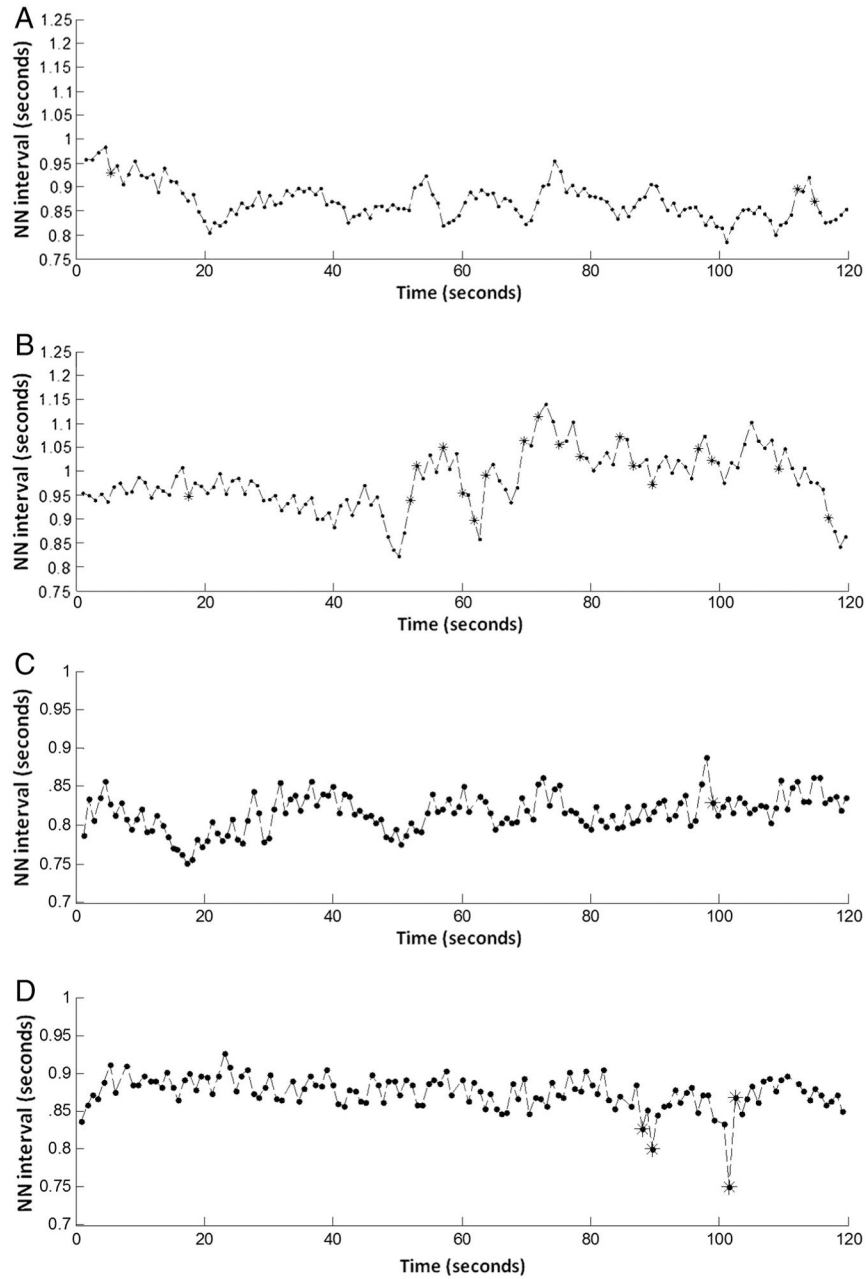 A
NN interval (seconds)
1.25
1.2
1.15
1.1
1.05
1
0.95
0.9
0.85
0.8
0.75
0 20 40 60 80 100 120
Time (seconds)
B
NN interval (seconds)
1.25
1.2
1.15
1.1
1.05
1
0.95
0.9
0.85
0.8
0.75
0 20 40 60 80 100 120
Time (seconds)
C
NN interval (seconds)
1
0.95
0.9
.85
0.8
0.75
0.7
0 20 40 60 80 100 120
Time (seconds)
D
NN interval (seconds)
1
0.95
0.9
0.85
0.8
0.75
0.7
0 20 40 60 80 100 120
Time (seconds)